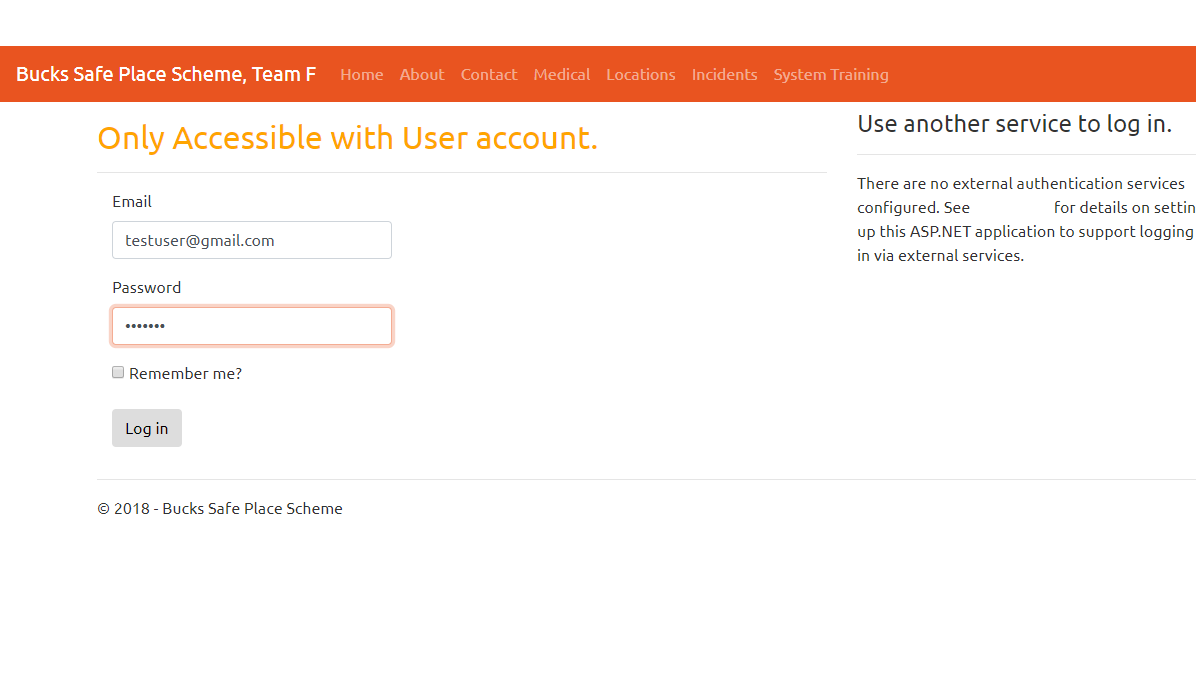 Bucks Safe Place Scheme, Team F Home About Contact Medical Locations Incidents System Training
Only Accessible with User account.
Email
testuser@gmail.com
Password
•••••••
Remember me?
Log in
Use another service to log in.
There are no external authentication services
configured. See for details on settin
up this ASP.NET application to support logging
in via external services.
© 2018 - Bucks Safe Place Scheme